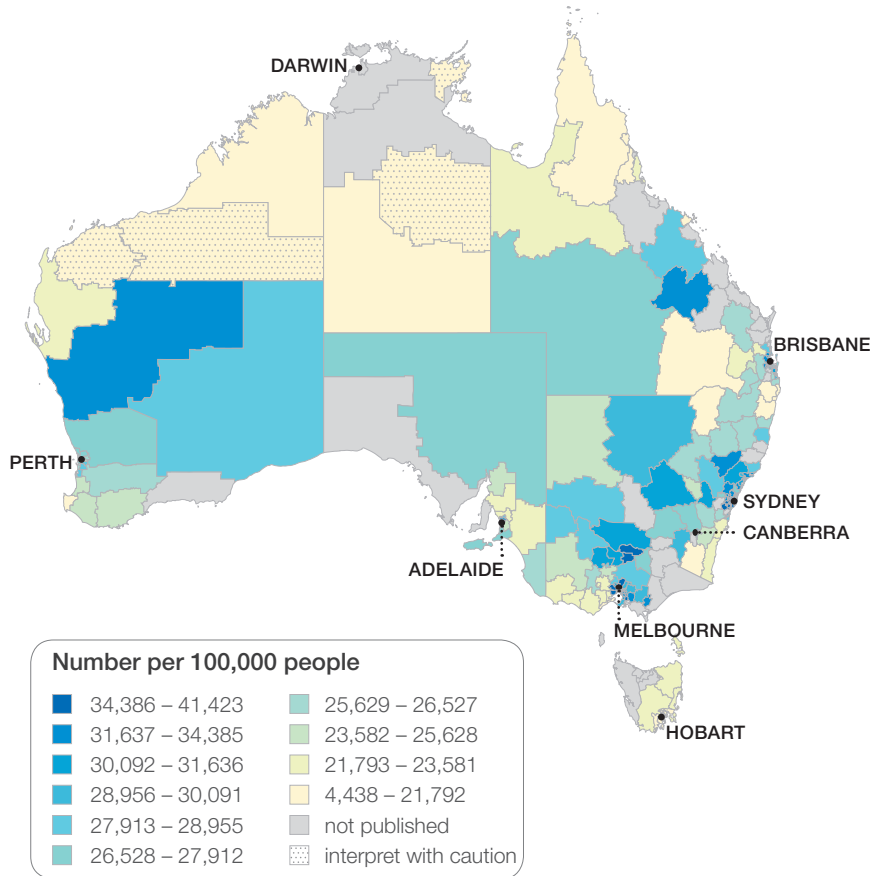 DARWIN
BRISBANE
PERTH
SYDNEY
CANBERRA
ADELAIDE
MELBOURNE
HOBART
Number per 100,000 people
34,386 – 41,423
31,637 – 34,385
30,092 – 31,636
28,956 – 30,091
27,913 – 28,955
26,528 – 27,912
25,629 – 26,527
23,582 – 25,628
21,793 – 23,581
4,438 – 21,792
not published
interpret with caution